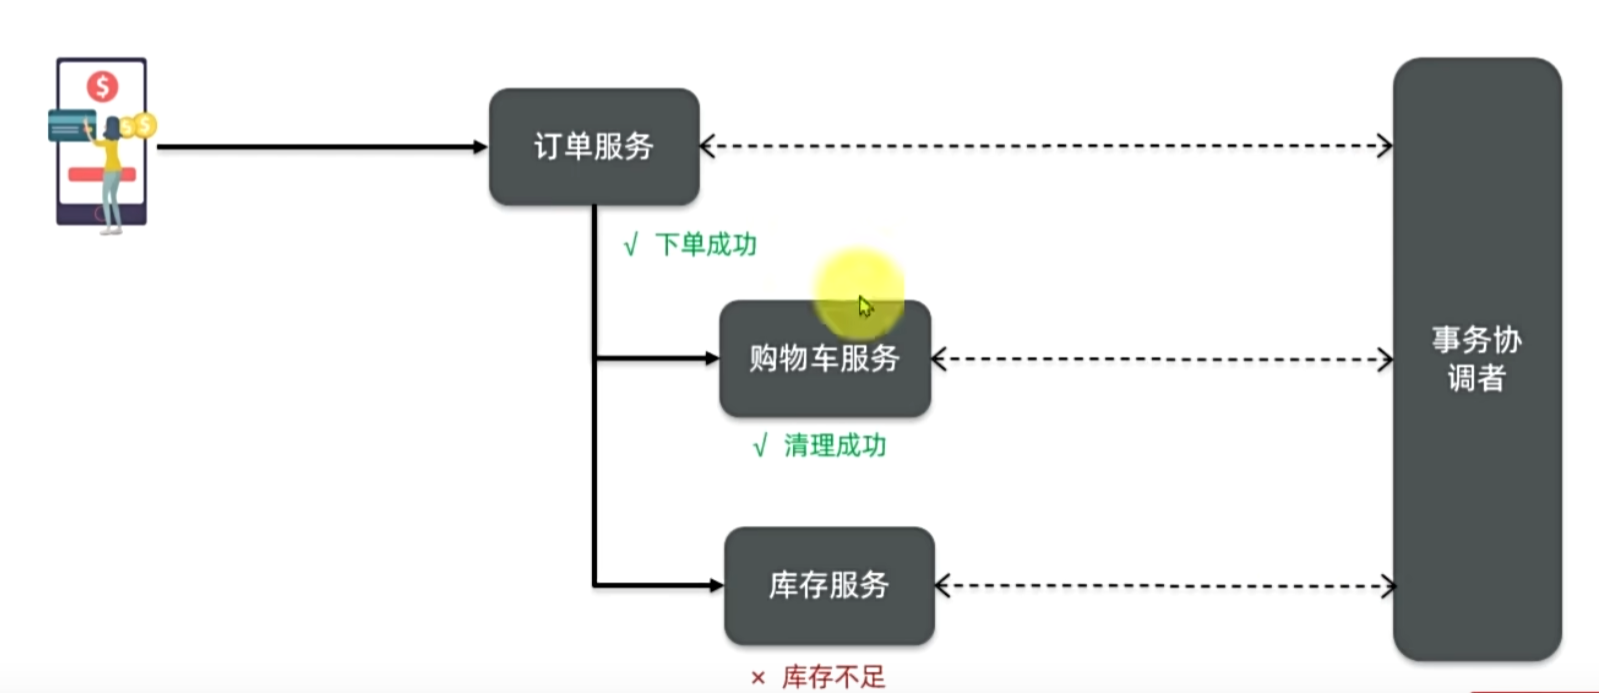 $
$
$
订单服务
√ 下单成功
购物车服务
√ 清理成功
事务协
调者
库存服务
× 库存不足